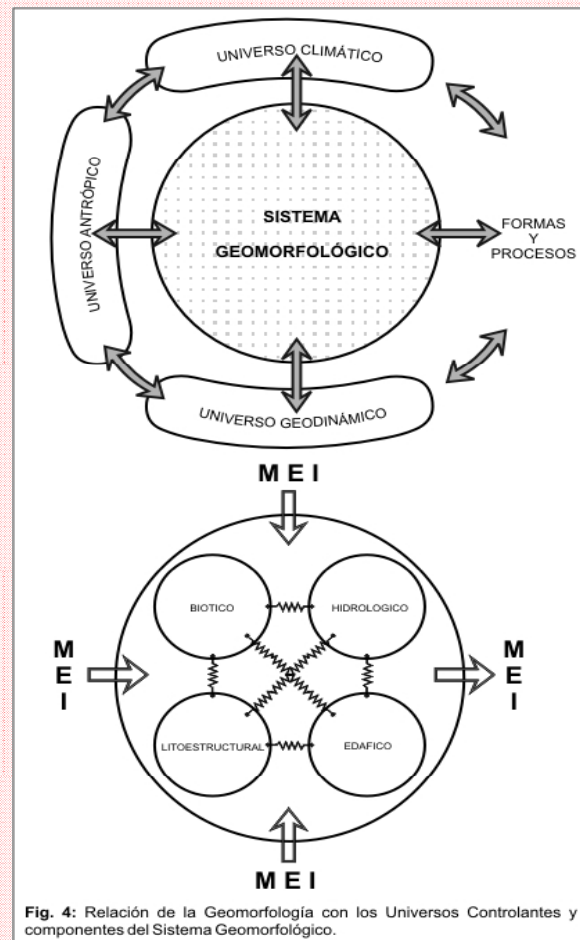 UNIVERSO CLIMÁTICO
UNIVERSO ANTRÓPICO
SISTEMA
GEOMORFOLÓGICO
FORMAS
Y
PROCESOS
UNIVERSO GEODINÁMICO
M E I
BIOTICO
HIDROLOGICO
M
E
I
M
E
I
LITOESTRUCTURAL
EDAFICO
M E I
Fig. 4: Relación de la Geomorfología con los Universos Controlantes y
componentes del Sistema Geomorfológico.